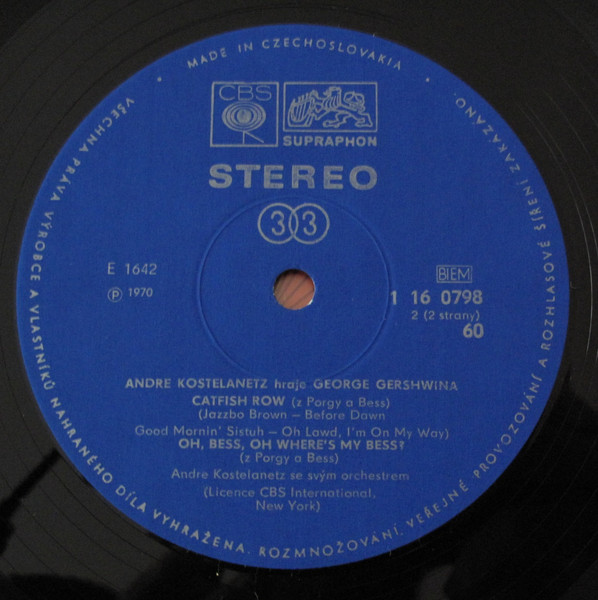 MADE IN CZECHOSLOVAKIA
CBS
SUPRAPHON
STEREO
33
E 1642
BIEM
Ⓟ 1970
1 16 0798
2 (2 strany)
60
ANDRE KOSTELANETZ hraje GEORGE GERSHWINA
CATFISH ROW (z Porgy a Bess)
(Jazzbo Brown – Before Dawn
Good Mornin' Sistuh – Oh Lawd, I'm On My Way)
OH, BESS, OH WHERE'S MY BESS?
(z Porgy a Bess)
Andre Kostelanetz se svým orchestrem
(Licence CBS International,
New York)
VŠECHNA PRÁVA VÝROBCE A VLASTNÍKŮ NAHRANÉHO DÍLA VYHRAŽENA. ROZMNOŽOVÁNÍ, VEŘEJNÉ PROVOZOVÁNÍ A ROZHLASOVÉ ŠÍŘENÍ ZAKÁZÁNO